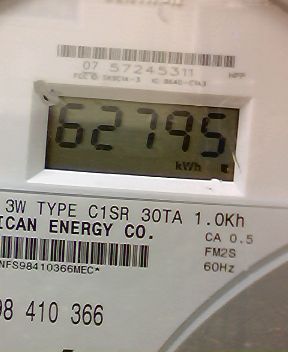 07 57245311
62795
kWh
3W TYPE C1SR 30TA 1.0Kh
ICAN ENERGY CO.
CA 0.5
FM2S
60Hz
NFS98410366MEC*
98 410 366